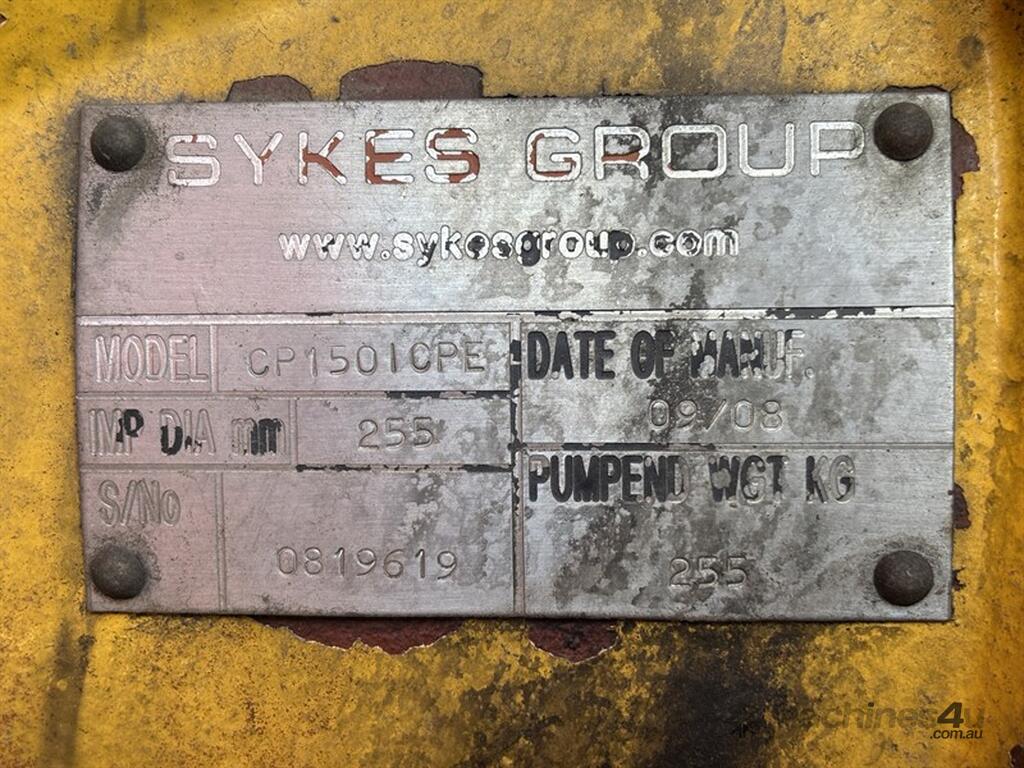 SYKES GROUP
www.sykesgroup.com
MODEL CP150ICPE
DATE OF MANUF.
09/08
IMP DIA mm 255
PUMPEND WGT KG
255
S/No
0819619
machines4u
.com.au